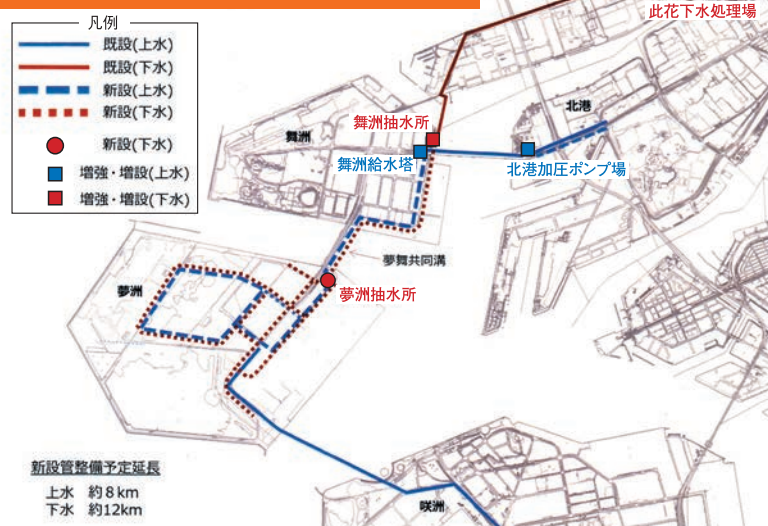 凡例
既設(上水)
既設(下水)
新設(上水)
新設(下水)
新設(下水)
増強・増設(上水)
増強・増設(下水)
此花下水処理場
北港
舞洲抽水所
舞洲
舞洲給水塔
北港加圧ポンプ場
夢舞共同溝
夢洲
夢洲抽水所
新設管整備予定延長
上水 約8km
下水 約12km
咲洲